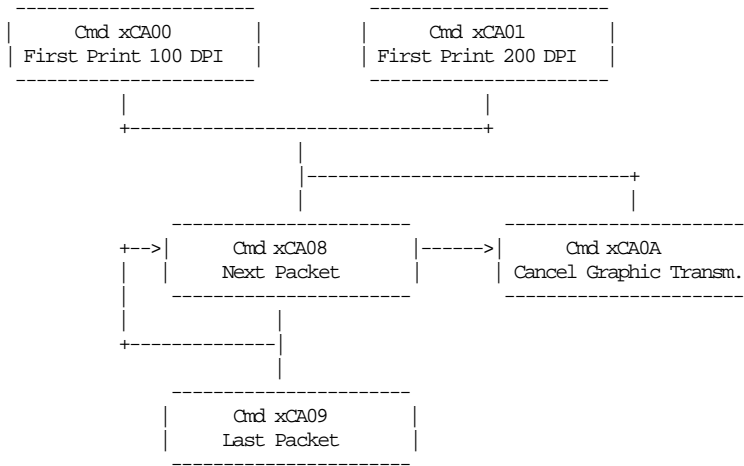 Cmd xCA00
First Print 100 DPI
Cmd xCA01
First Print 200 DPI
Cmd xCA08
Next Packet
Cmd xCA0A
Cancel Graphic Transm.
Cmd xCA09
Last Packet